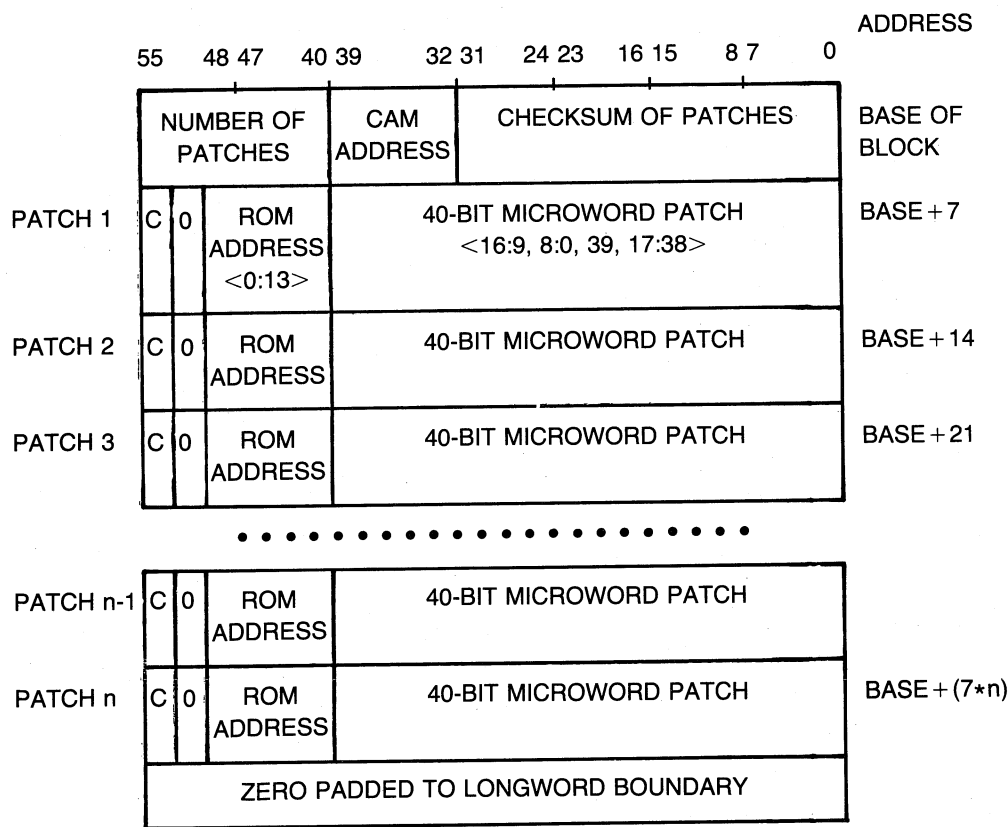 ADDRESS
55 48 47 40 39 32 31 24 23 16 15 8 7 0
NUMBER OF PATCHES CAM ADDRESS CHECKSUM OF PATCHES BASE OF BLOCK
PATCH 1 C 0 ROM ADDRESS <0:13> 40-BIT MICROWORD PATCH <16:9, 8:0, 39, 17:38> BASE+7
PATCH 2 C 0 ROM ADDRESS 40-BIT MICROWORD PATCH BASE+14
PATCH 3 C 0 ROM ADDRESS 40-BIT MICROWORD PATCH BASE+21
PATCH n-1 C 0 ROM ADDRESS 40-BIT MICROWORD PATCH
PATCH n C 0 ROM ADDRESS 40-BIT MICROWORD PATCH BASE+(7*n)
ZERO PADDED TO LONGWORD BOUNDARY